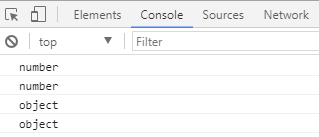 Elements Console Sources Network
top Filter
number
number
object
object